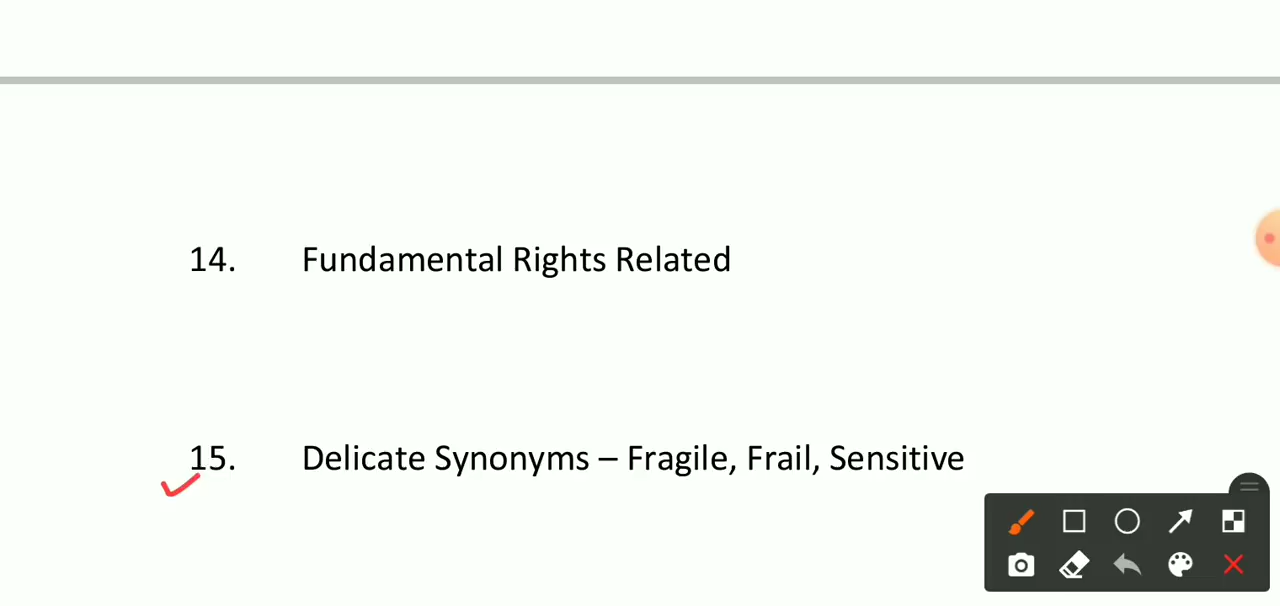 14. Fundamental Rights Related
15. Delicate Synonyms – Fragile, Frail, Sensitive